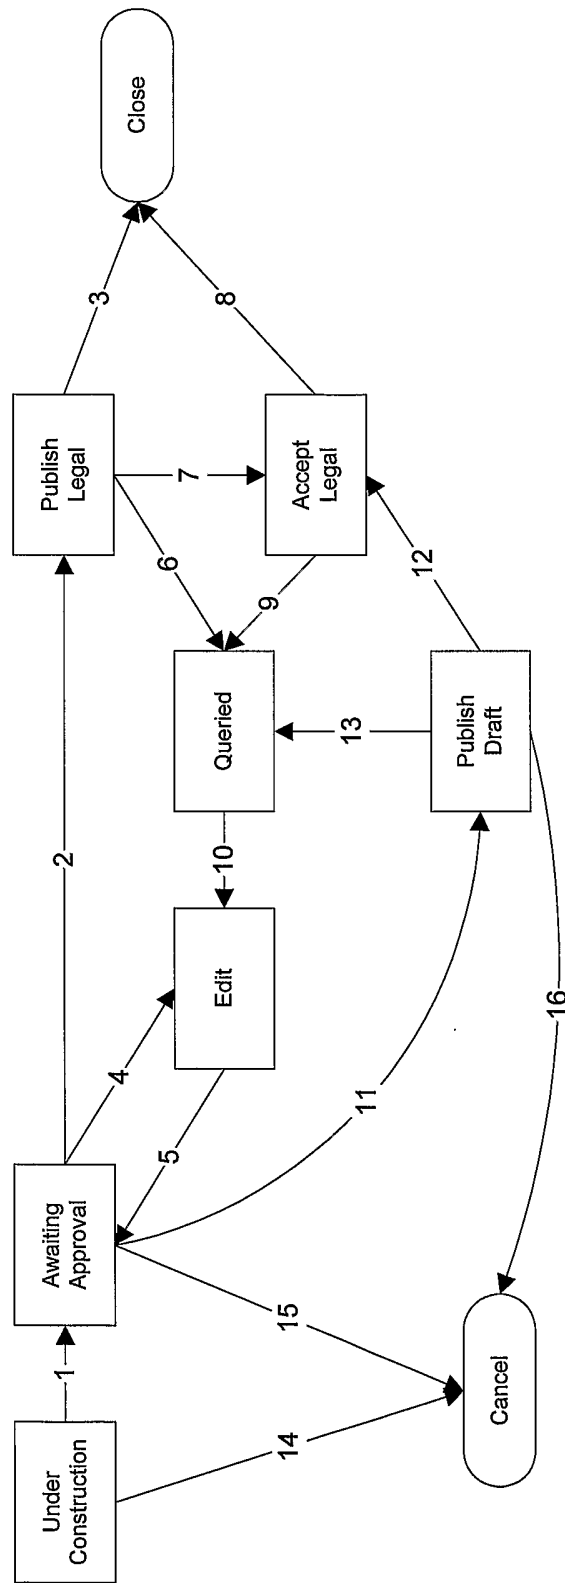 Under
Construction
1
Awaiting
Approval
2
Publish
Legal
3
Close
4
5
Edit
10
Queried
6
7
9
Accept
Legal
8
14
15
Cancel
11
16
Publish
Draft
13
12